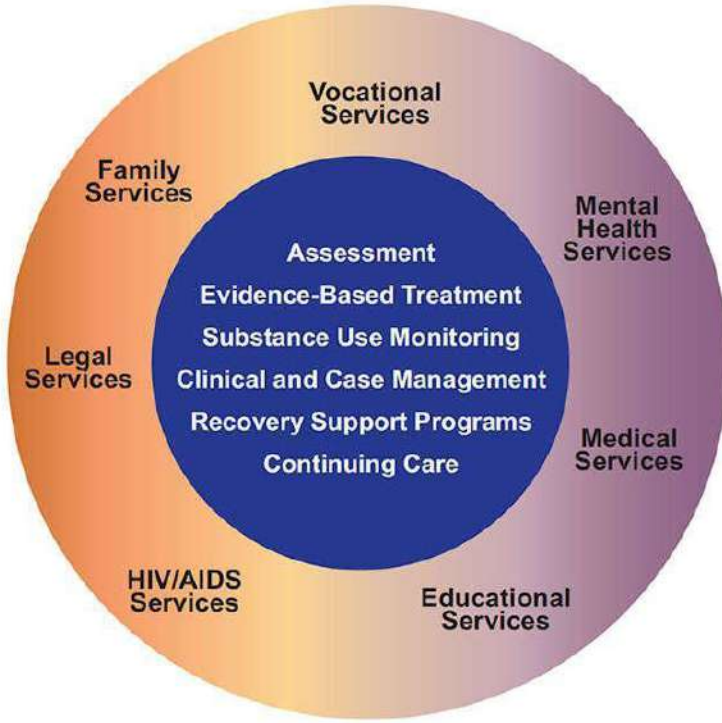 Vocational
Services
Family
Services
Mental
Health
Services
Assessment
Evidence-Based Treatment
Substance Use Monitoring
Clinical and Case Management
Recovery Support Programs
Continuing Care
Legal
Services
Medical
Services
HIV/AIDS
Services
Educational
Services